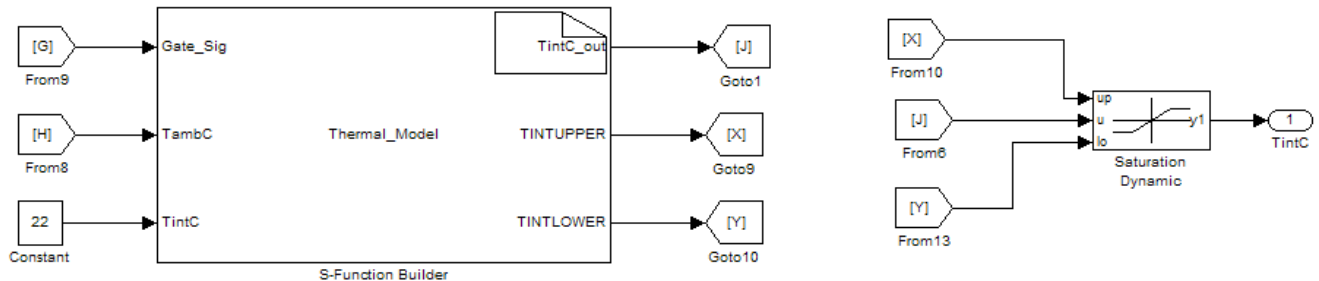 [G]
From9
[H]
From8
22
Constant
Gate_Sig
TambC
TintC
Thermal_Model
TintC_out
TINTUPPER
TINTLOWER
S-Function Builder
[J]
Goto1
[X]
Goto9
[Y]
Goto10
[X]
From10
[J]
From6
[Y]
From13
up
u
lo
y1
Saturation
Dynamic
1
TintC